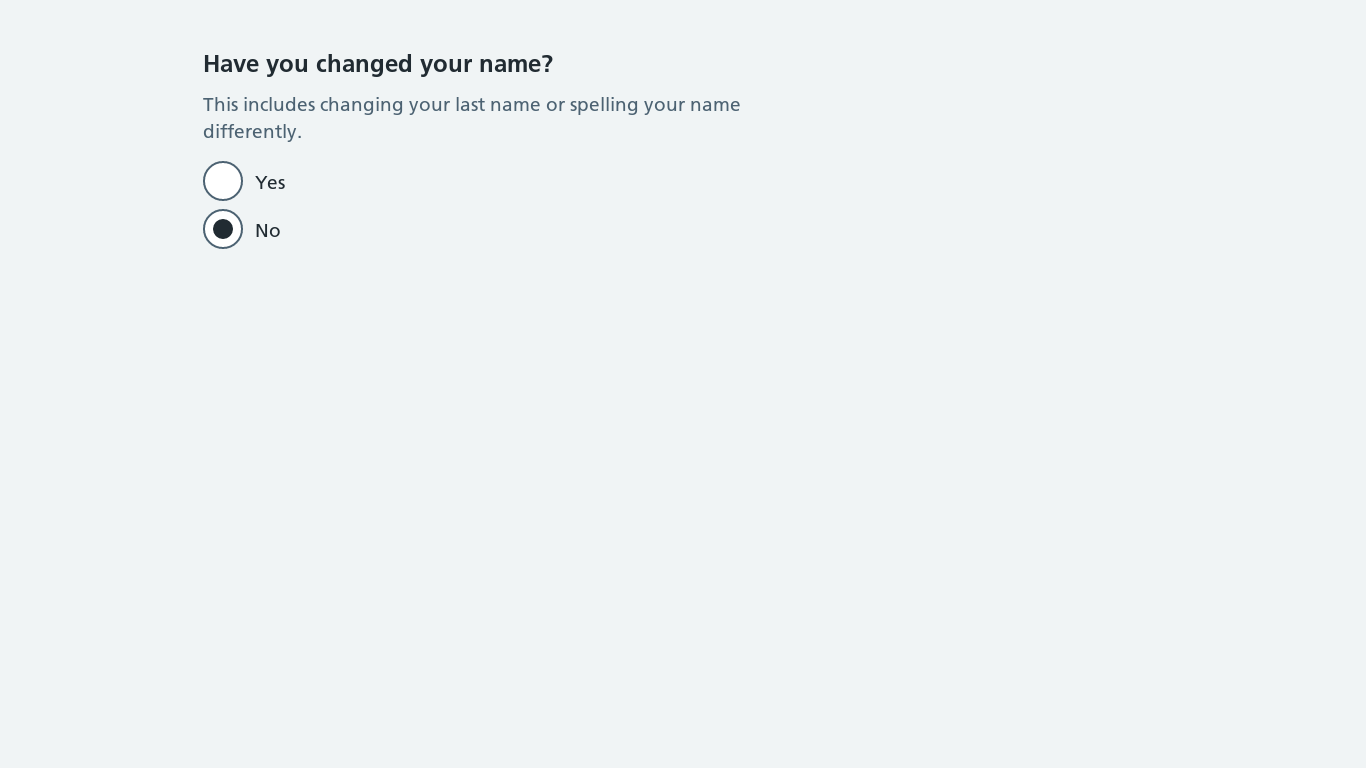 Have you changed your name?
This includes changing your last name or spelling your name
differently.
Yes
No